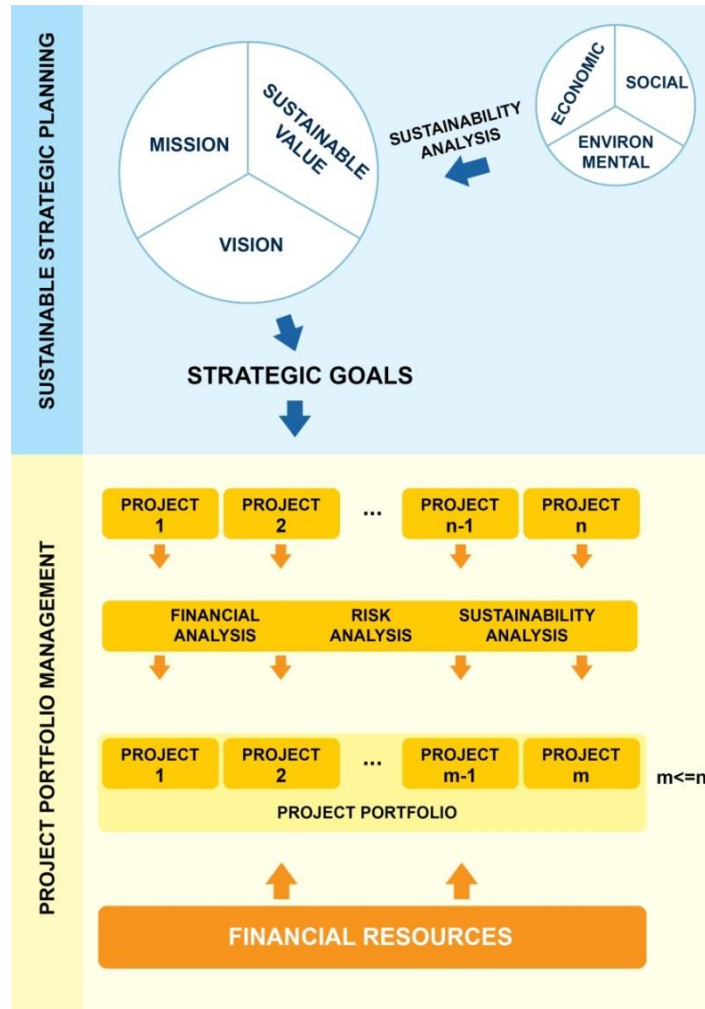 SUSTAINABLE STRATEGIC PLANNING
MISSION
SUSTAINABLE
VALUE
VISION
SUSTAINABILITY
ANALYSIS
ECONOMIC
SOCIAL
ENVIRON
MENTAL
STRATEGIC GOALS
PROJECT PORTFOLIO MANAGEMENT
PROJECT
1
PROJECT
2
...
PROJECT
n-1
PROJECT
n
FINANCIAL
ANALYSIS
RISK
ANALYSIS
SUSTAINABILITY
ANALYSIS
PROJECT
1
PROJECT
2
...
PROJECT
m-1
PROJECT
m
m<=n
PROJECT PORTFOLIO
FINANCIAL RESOURCES